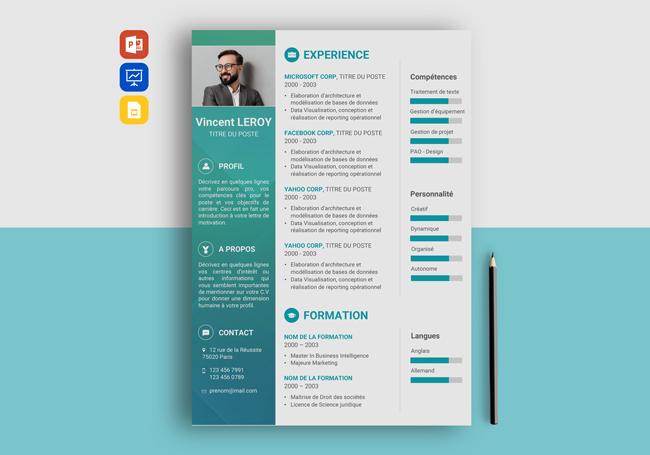 Vincent LEROY
TITRE DU POSTE
PROFIL
Décrivez en quelques lignes
votre parcours pro, vos
compétences clés pour le
poste et vos objectifs de
carrière. Ceci est en fait une
introduction à votre lettre de
motivation.
A PROPOS
Décrivez en quelques lignes
vos centres d'intérêt ou
autres informations qui
vous semblent importantes
de mentionner sur votre C.V
pour donner une dimension
humaine à votre profil.
CONTACT
12 rue de la Réussite
75020 Paris
123 456 7991
123 456 0789
prenom@mail.com
EXPERIENCE
MICROSOFT CORP, TITRE DU POSTE
2000 - 2003
• Elaboration d'architecture et
modélisation de bases de données
• Data Visualisation, conception et
réalisation de reporting opérationnel
FACEBOOK CORP, TITRE DU POSTE
2000 - 2003
• Elaboration d'architecture et
modélisation de bases de données
• Data Visualisation, conception et
réalisation de reporting opérationnel
YAHOO CORP, TITRE DU POSTE
2000 - 2003
• Elaboration d'architecture et
modélisation de bases de données
• Data Visualisation, conception et
réalisation de reporting opérationnel
YAHOO CORP, TITRE DU POSTE
2000 - 2003
• Elaboration d'architecture et
modélisation de bases de données
• Data Visualisation, conception et
réalisation de reporting opérationnel
FORMATION
NOM DE LA FORMATION
2000 – 2003
• Master In Business Intelligence
• Majeure Marketing
NOM DE LA FORMATION
2000 – 2003
• Maîtrise de Droit des sociétés
• Licence de Science juridique
Compétences
Traitement de texte
Gestion d'équipement
Gestion de projet
PAO - Design
Personnalité
Créatif
Dynamique
Organisé
Autonome
Langues
Anglais
Allemand